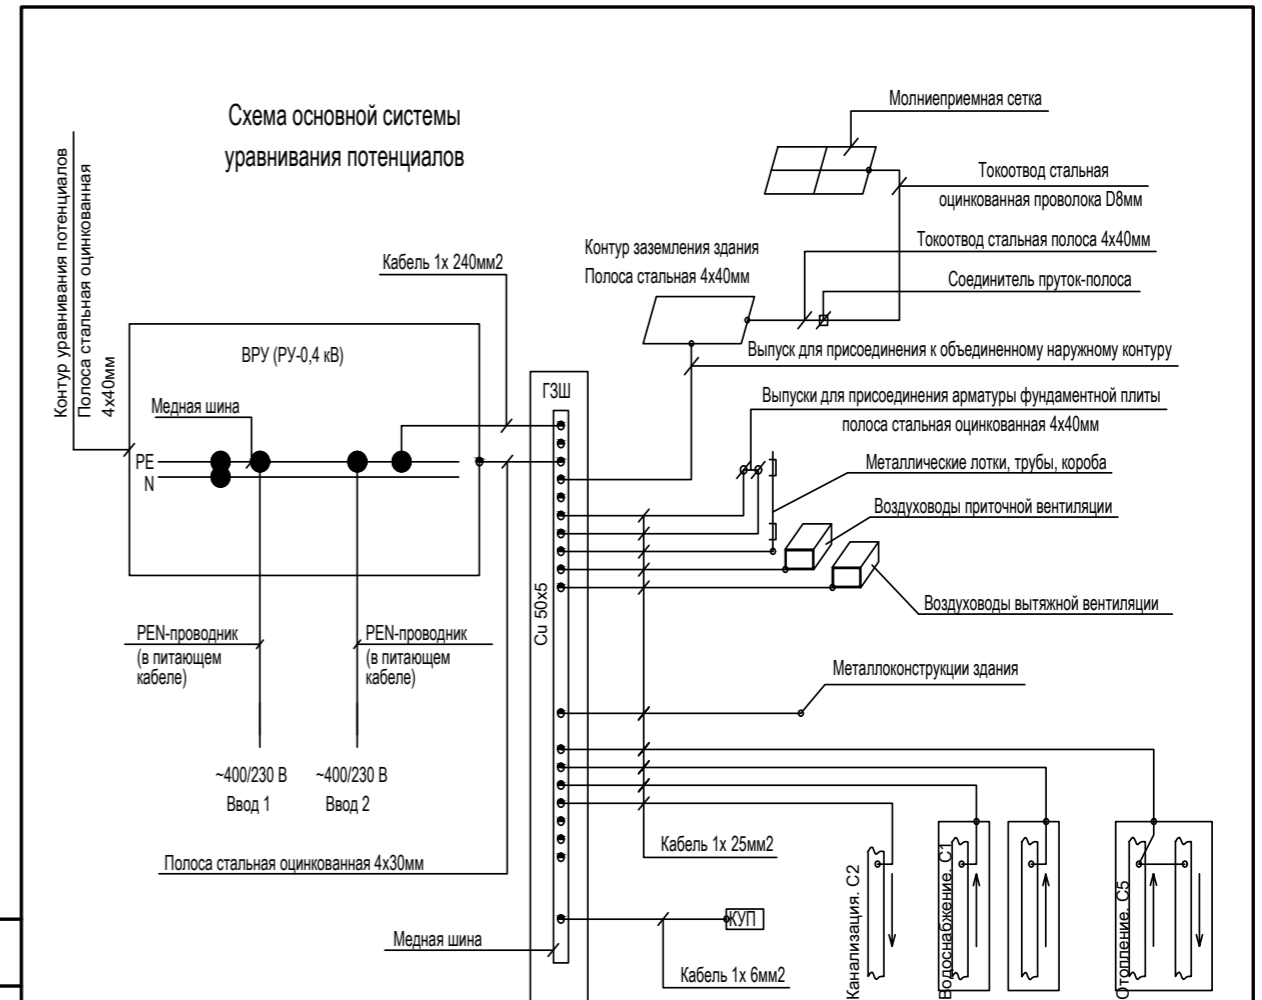 Схема основной системы
уравнивания потенциалов
Контур уравнивания потенциалов
Полоса стальная оцинкованная
4х40мм
Молниеприемная сетка
Токоотвод стальная
оцинкованная проволока D8мм
Токоотвод стальная полоса 4х40мм
Соединитель пруток-полоса
Контур заземления здания
Полоса стальная 4х40мм
Кабель 1х 240мм2
ВРУ (РУ-0,4 кВ)
Медная шина
PE
N
ГЗШ
Cu 50x5
Выпуск для присоединения к объединенному наружному контуру
Выпуски для присоединения арматуры фундаментной плиты
полоса стальная оцинкованная 4х40мм
Металлические лотки, трубы, короба
Воздуховоды приточной вентиляции
Воздуховоды вытяжной вентиляции
PEN-проводник
(в питающем
кабеле)
PEN-проводник
(в питающем
кабеле)
Металлоконструкции здания
~400/230 В
Ввод 1
~400/230 В
Ввод 2
Полоса стальная оцинкованная 4х30мм
Кабель 1х 25мм2
КУП
Медная шина
Кабель 1х 6мм2
Канализация. С2
Водоснабжение. С1
Отопление. С5